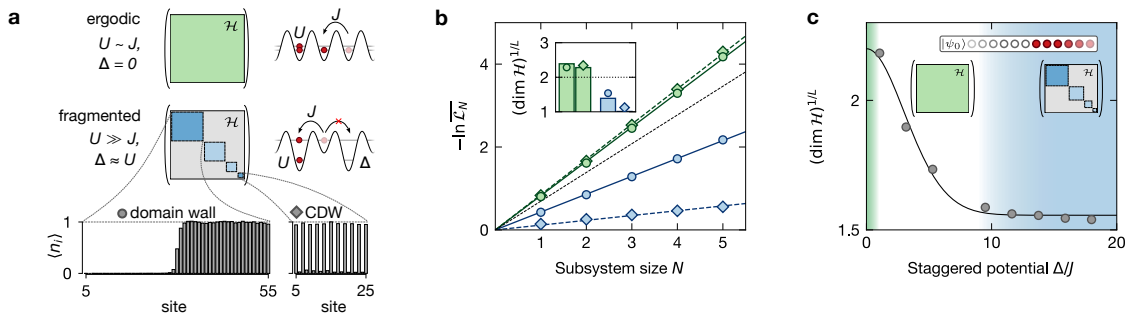 a
ergodic
U ~ J,
Δ = 0
ℋ
U
J
fragmented
U ≫ J,
Δ ≈ U
ℋ
J
U
Δ
domain wall
CDW
⟨n_i⟩
1
0
5
55
site
5
25
site
b
−ln ℒ̅_N
-4
2
0
(dim ℋ)^{1/L}
3
2
1
1
2
3
4
5
Subsystem size N
c
(dim ℋ)^{1/L}
2
1.5
|ψ₀⟩
ℋ
ℋ
0
10
20
Staggered potential Δ/J